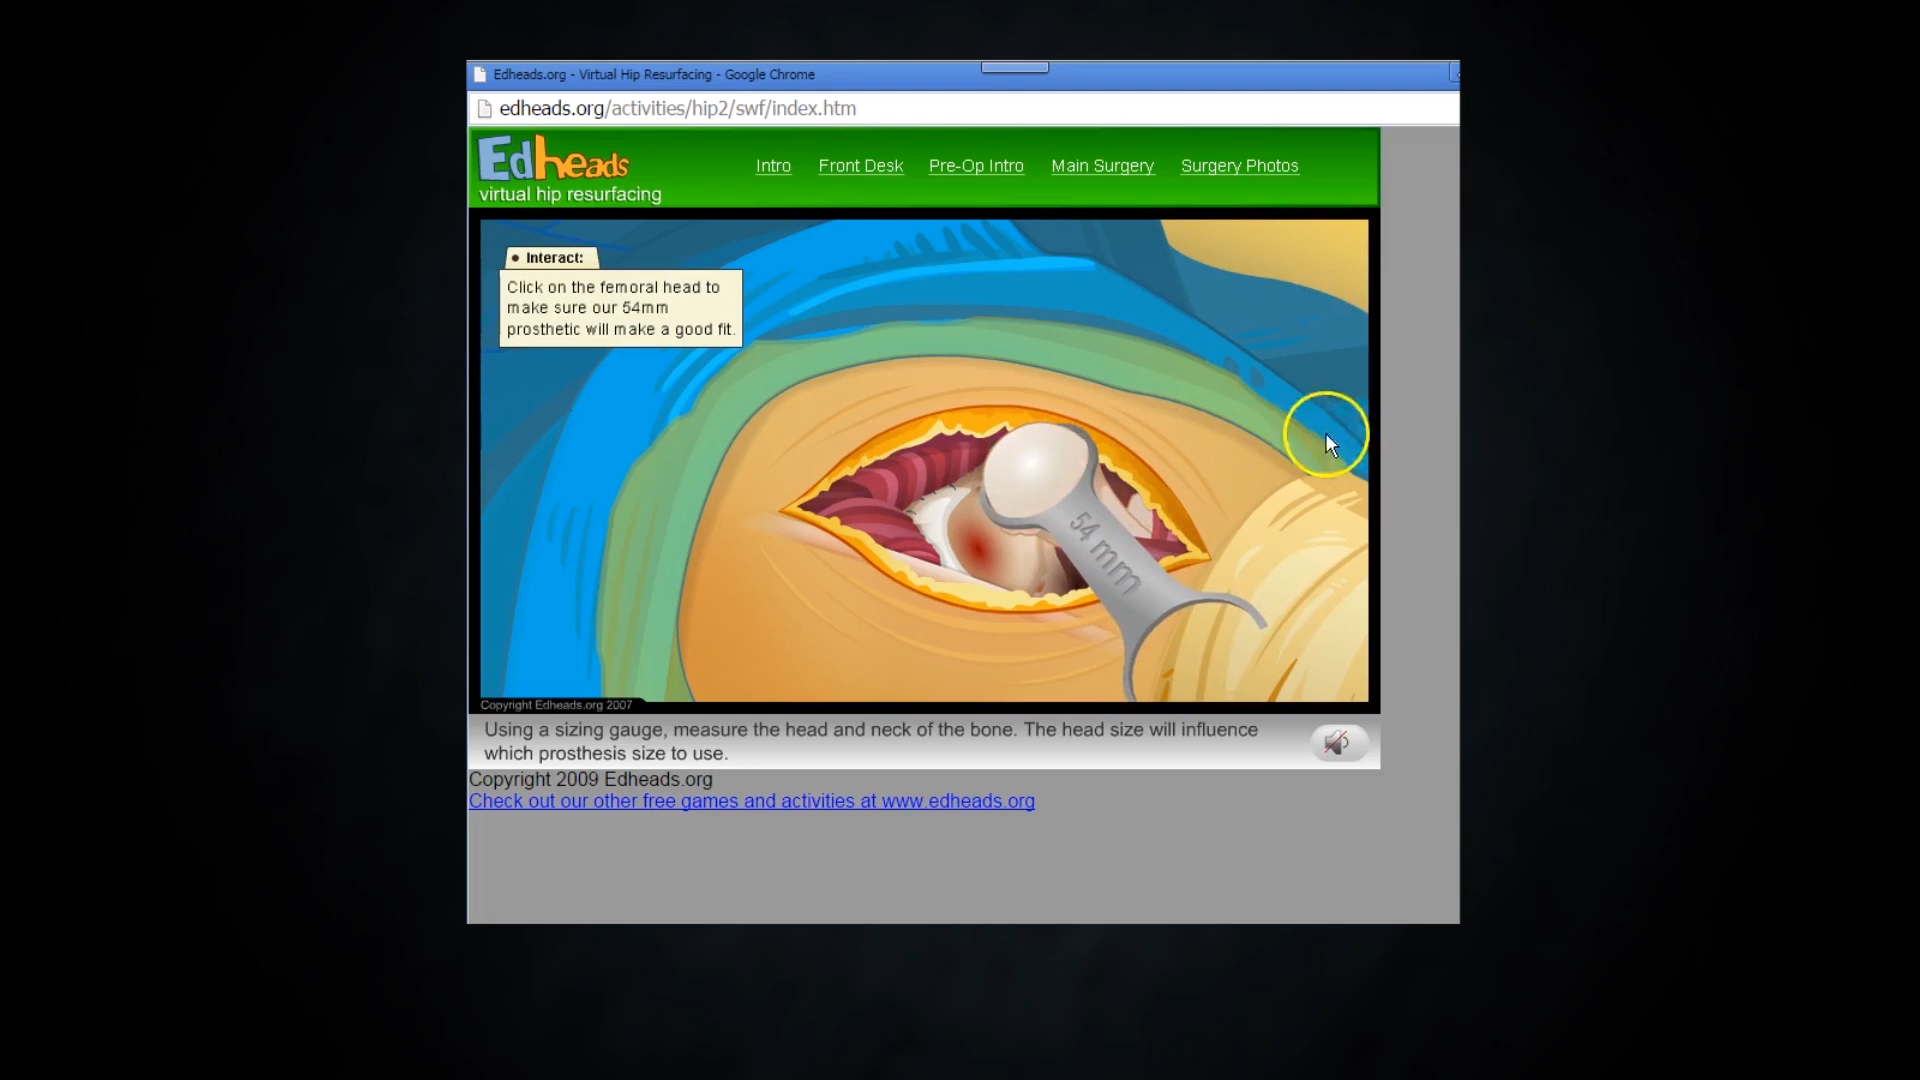 Edheads.org - Virtual Hip Resurfacing - Google Chrome
edheads.org/activities/hip2/swf/index.htm
Edheads
virtual hip resurfacing
Intro Front Desk Pre-Op Intro Main Surgery Surgery Photos
• Interact:
Click on the femoral head to
make sure our 54mm
prosthetic will make a good fit.
54 mm
Copyright Edheads.org 2007
Using a sizing gauge, measure the head and neck of the bone. The head size will influence
which prosthesis size to use.
Copyright 2009 Edheads.org
Check out our other free games and activities at www.edheads.org